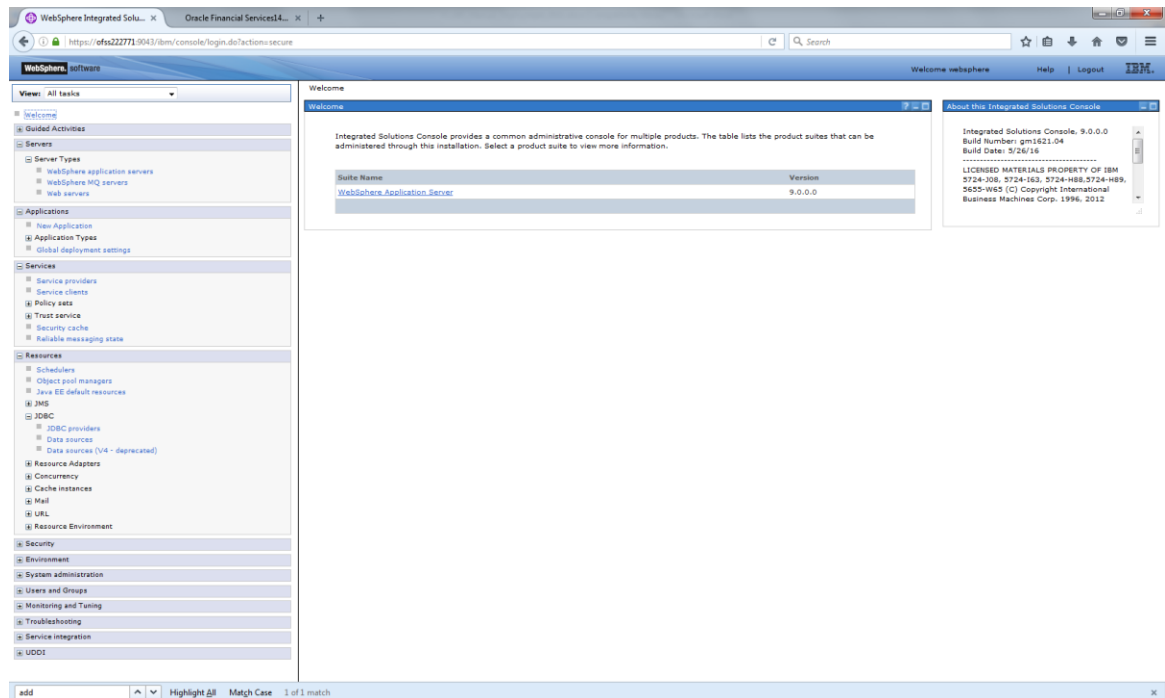 WebSphere Integrated Solu... ×
Oracle Financial Services14... ×
+
https://ofss222771:9043/ibm/console/login.do?action=secure
Search
WebSphere. software
Welcome websphere
Help | Logout
IBM.
View: All tasks
Welcome
Guided Activities
Servers
Server Types
WebSphere application servers
WebSphere MQ servers
Web servers
Applications
New Application
Application Types
Global deployment settings
Services
Service providers
Service clients
Policy sets
Trust service
Security cache
Reliable messaging state
Resources
Schedulers
Object pool managers
Java EE default resources
JMS
JDBC
JDBC providers
Data sources
Data sources (V4 - deprecated)
Resource Adapters
Concurrency
Cache instances
Mail
URL
Resource Environment
Security
Environment
System administration
Users and Groups
Monitoring and Tuning
Troubleshooting
Service integration
UDDI
Welcome
Welcome
Integrated Solutions Console provides a common administrative console for multiple products. The table lists the product suites that can be
administered through this installation. Select a product suite to view more information.
Suite Name Version
WebSphere Application Server 9.0.0.0
About this Integrated Solutions Console
Integrated Solutions Console, 9.0.0.0
Build Number: gm1621.04
Build Date: 5/26/16
----------------------------------------
LICENSED MATERIALS PROPERTY OF IBM
5724-J08, 5724-I63, 5724-H88,5724-H89,
5655-W65 (C) Copyright International
Business Machines Corp. 1996, 2012
add
Highlight All Match Case 1 of 1 match